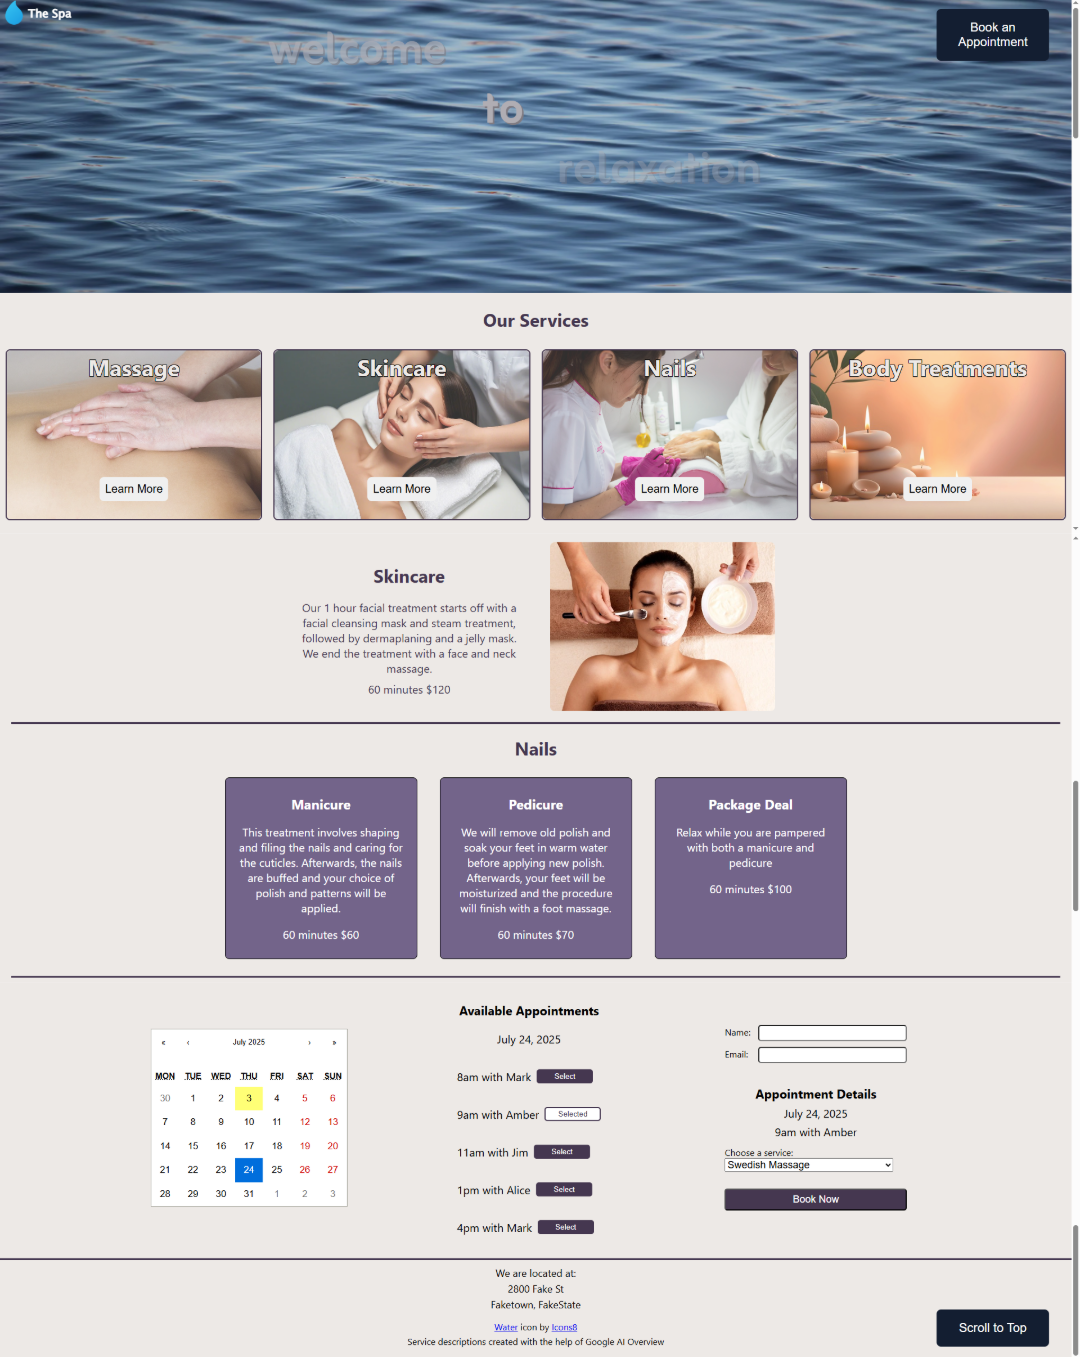 The Spa
Book an
Appointment
welcome
to
relaxation
Our Services
Massage
Skincare
Nails
Body Treatments
Learn More
Learn More
Learn More
Learn More
Skincare
Our 1 hour facial treatment starts off with a
facial cleansing mask and steam treatment,
followed by dermaplaning and a jelly mask.
We end the treatment with a face and neck
massage.
60 minutes $120
Nails
Manicure
This treatment involves shaping
and filing the nails and caring for
the cuticles. Afterwards, the nails
are buffed and your choice of
polish and patterns will be
applied.
60 minutes $60
Pedicure
We will remove old polish and
soak your feet in warm water
before applying new polish.
Afterwards, your feet will be
moisturized and the procedure
will finish with a foot massage.
60 minutes $70
Package Deal
Relax while you are pampered
with both a manicure and
pedicure
60 minutes $100
« ‹ July 2025 › »
MON TUE WED THU FRI SAT SUN
30 1 2 3 4 5 6
7 8 9 10 11 12 13
14 15 16 17 18 19 20
21 22 23 24 25 26 27
28 29 30 31 1 2 3
Available Appointments
July 24, 2025
8am with Mark Select
9am with Amber Selected
11am with Jim Select
1pm with Alice Select
4pm with Mark Select
Name:
Email:
Appointment Details
July 24, 2025
9am with Amber
Choose a service:
Swedish Massage
Book Now
We are located at:
2800 Fake St
Faketown, FakeState
Water icon by Icons8
Service descriptions created with the help of Google AI Overview
Scroll to Top